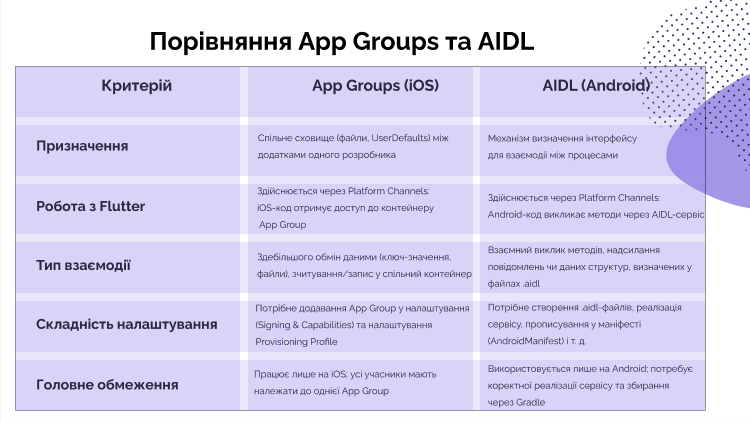 Порівняння App Groups та AIDL
Критерій
App Groups (iOS)
AIDL (Android)
Призначення
Спільне сховище (файли, UserDefaults) між
додатками одного розробника
Механізм визначення інтерфейсу
для взаємодії між процесами
Робота з Flutter
Здійснюється через Platform Channels:
iOS-код отримує доступ до контейнеру
App Group
Здійснюється через Platform Channels:
Android-код викликає методи через AIDL-сервіс
Тип взаємодії
Здебільшого обмін даними (ключ-значення,
файли), зчитування/запис у спільний контейнер
Взаємний виклик методів, надсилання
повідомлень чи даних структур, визначених у
файлах .aidl
Складність налаштування
Потрібне додавання App Group у налаштування
(Signing & Capabilities) та налаштування
Provisioning Profile
Потрібне створення .aidl-файлів, реалізація
сервісу, прописування у маніфесті
(AndroidManifest) і т. д.
Головне обмеження
Працює лише на iOS; усі учасники мають
належати до однієї App Group
Використовується лише на Android; потребує
коректної реалізації сервісу та збирання
через Gradle